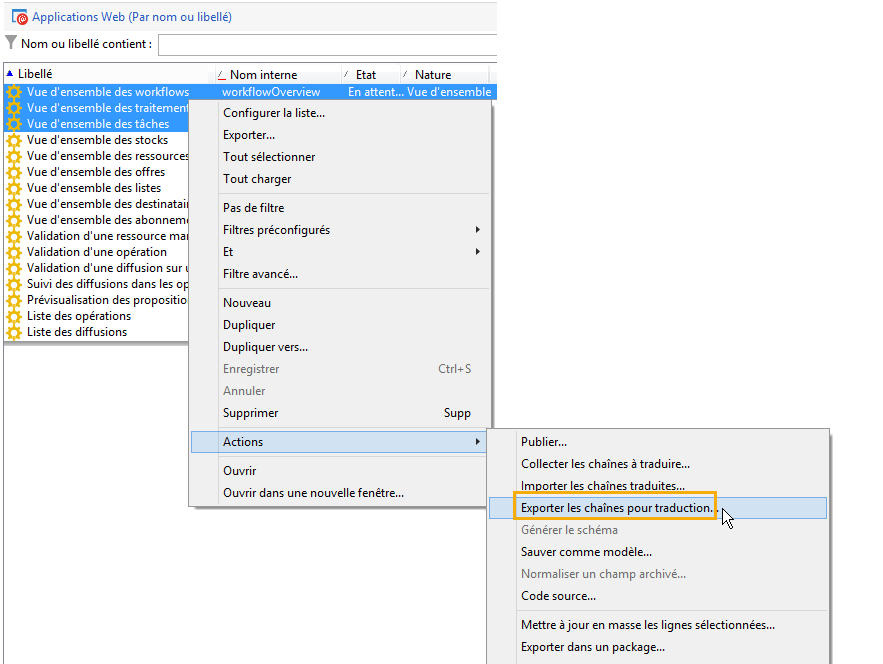 Applications Web (Par nom ou libellé)
Nom ou libellé contient :
Libellé Nom interne Etat Nature
Vue d'ensemble des workflows workflowOverview En attent... Vue d'ensemble
Vue d'ensemble des traitement
Vue d'ensemble des tâches
Vue d'ensemble des stocks
Vue d'ensemble des ressources
Vue d'ensemble des offres
Vue d'ensemble des listes
Vue d'ensemble des destinatair
Vue d'ensemble des abonneme
Validation d'une ressource mar
Validation d'une opération
Validation d'une diffusion sur u
Suivi des diffusions dans les op
Prévisualisation des propositio
Liste des opérations
Liste des diffusions
Configurer la liste...
Exporter...
Tout sélectionner
Tout charger
Pas de filtre
Filtres préconfigurés
Et
Filtre avancé...
Nouveau
Dupliquer
Dupliquer vers...
Enregistrer Ctrl+S
Annuler
Supprimer Supp
Actions
Ouvrir
Ouvrir dans une nouvelle fenêtre...
Publier...
Collecter les chaînes à traduire...
Importer les chaînes traduites...
Exporter les chaînes pour traduction...
Générer le schéma
Sauver comme modèle...
Normaliser un champ archivé...
Code source...
Mettre à jour en masse les lignes sélectionnées...
Exporter dans un package...